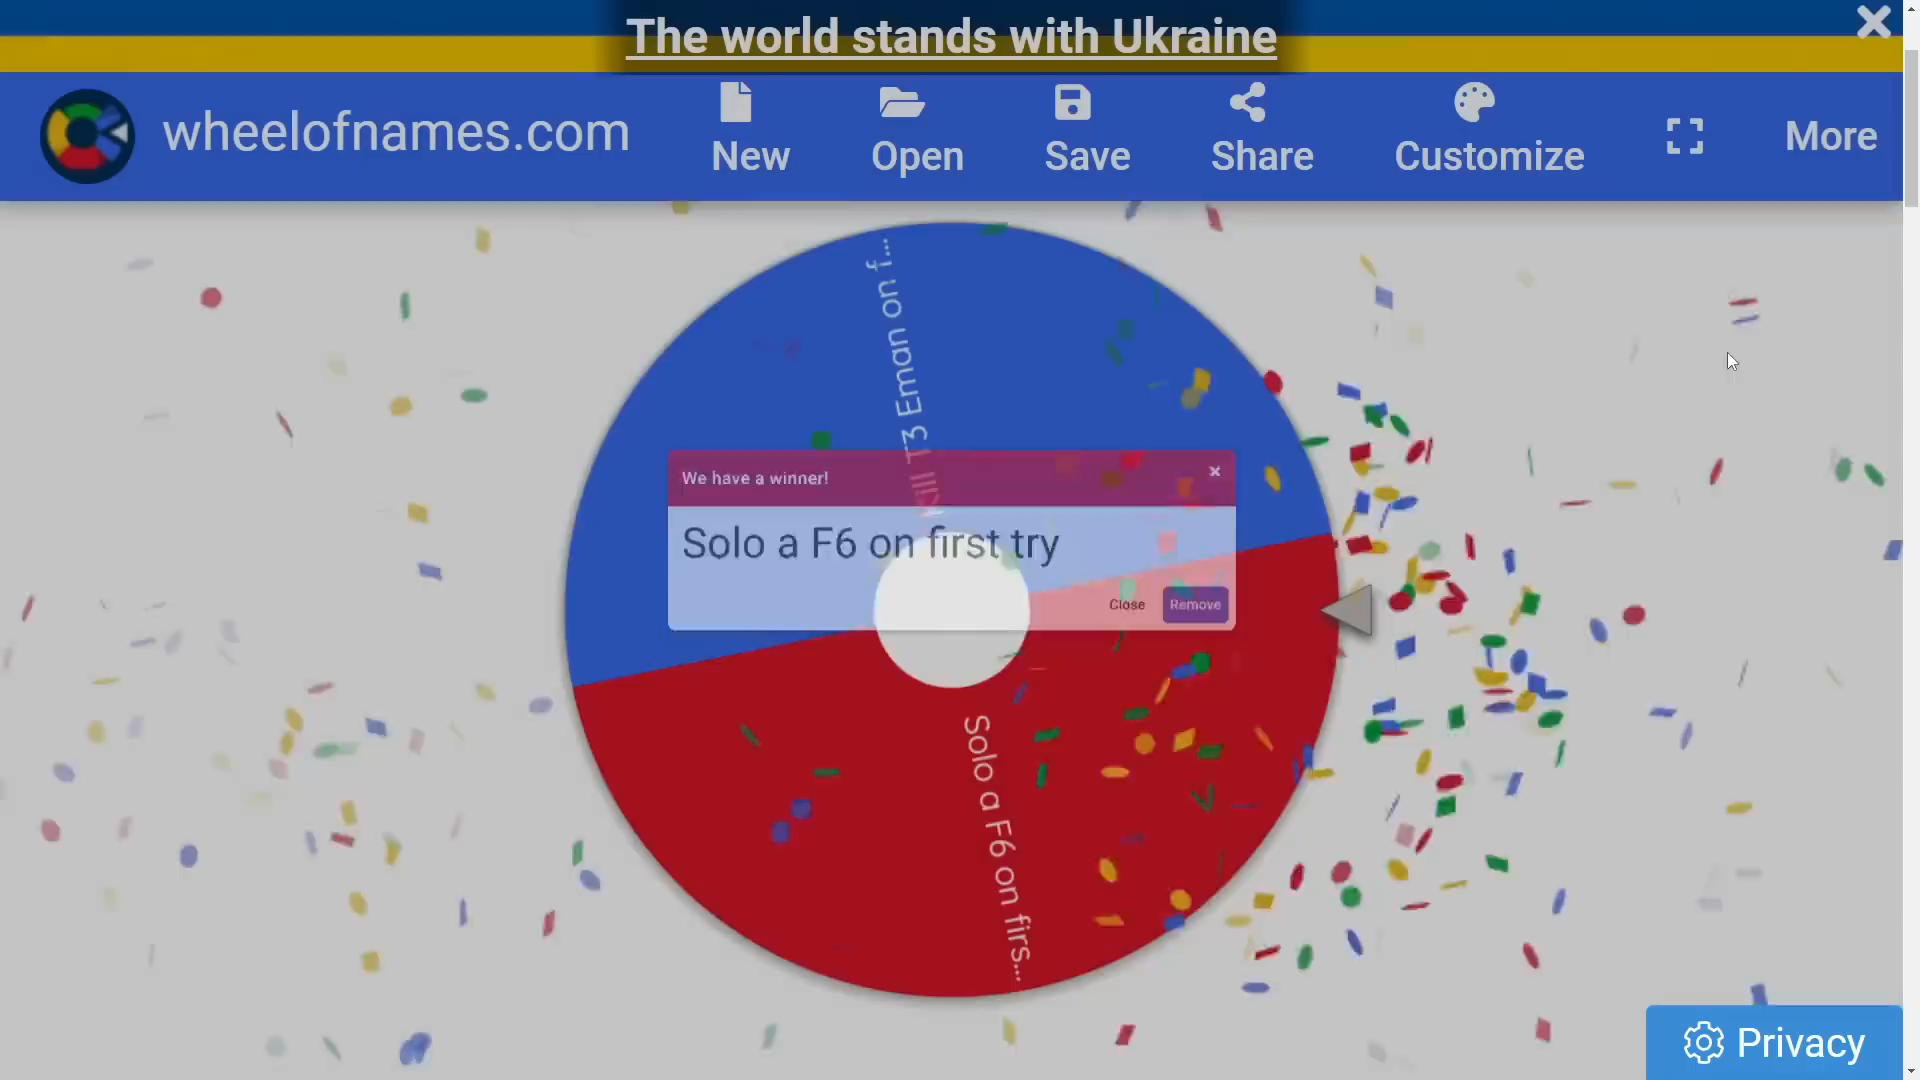 The world stands with Ukraine
wheelofnames.com
New
Open
Save
Share
Customize
More
Kill T3 Eman on f...
We have a winner!
Solo a F6 on first try
Close
Remove
Solo a F6 on firs...
Privacy